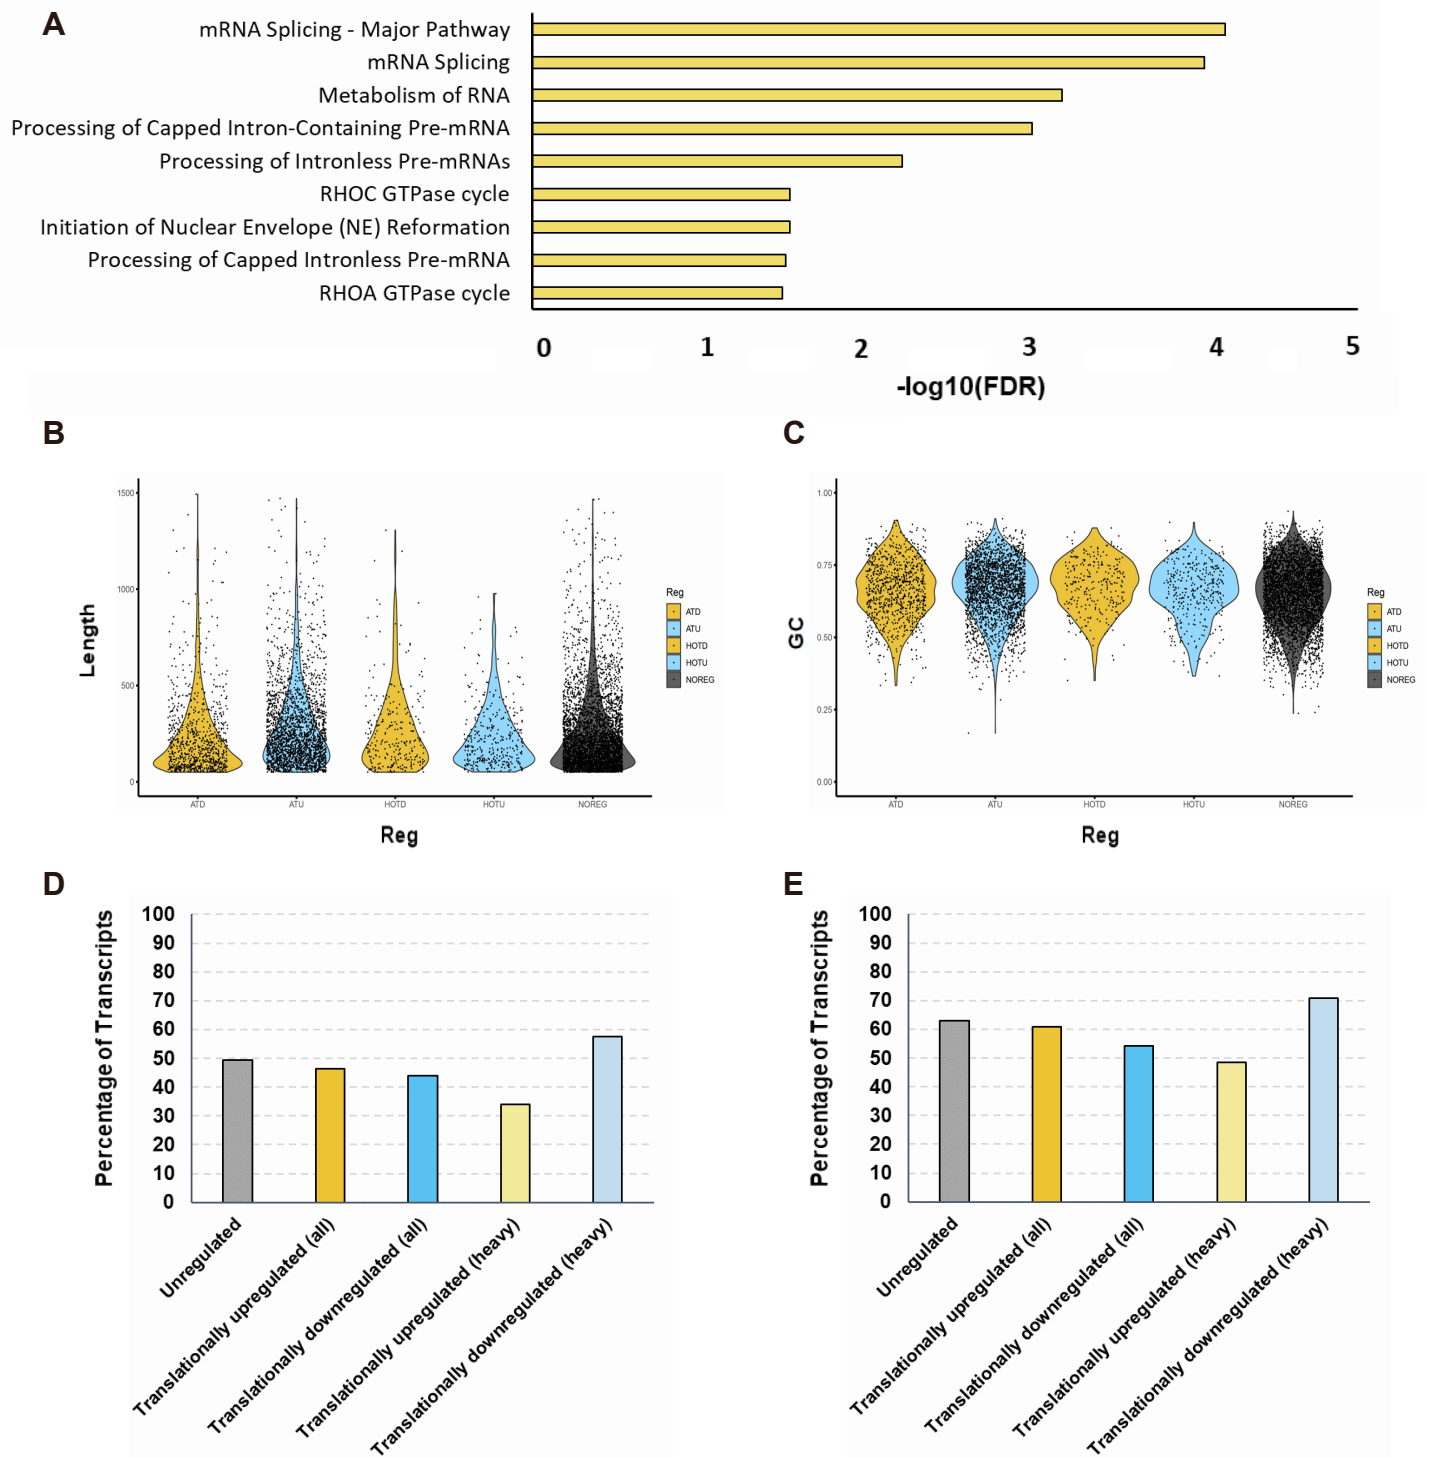 A
mRNA Splicing - Major Pathway
mRNA Splicing
Metabolism of RNA
Processing of Capped Intron-Containing Pre-mRNA
Processing of Intronless Pre-mRNAs
RHOC GTPase cycle
Initiation of Nuclear Envelope (NE) Reformation
Processing of Capped Intronless Pre-mRNA
RHOA GTPase cycle
0 1 2 3 4 5
-log10(FDR)
B
Length
1500
1000
500
0
ATD ATU HOTD HOTU NOREG
Reg
Reg
ATD
ATU
HOTD
HOTU
NOREG
C
GC
1.00
0.75
0.50
0.25
0.00
ATD ATU HOTD HOTU NOREG
Reg
Reg
ATD
ATU
HOTD
HOTU
NOREG
D
Percentage of Transcripts
100
90
80
70
60
50
40
30
20
10
0
Unregulated
Translationally upregulated (all)
Translationally downregulated (all)
Translationally upregulated (heavy)
Translationally downregulated (heavy)
E
Percentage of Transcripts
100
90
80
70
60
50
40
30
20
10
0
Unregulated
Translationally upregulated (all)
Translationally downregulated (all)
Translationally upregulated (heavy)
Translationally downregulated (heavy)